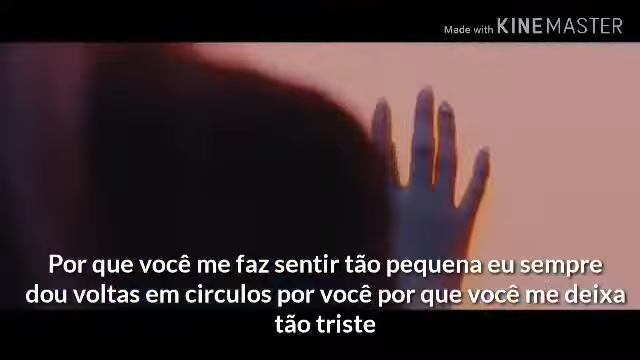 Made with KINEMASTER
Por que você me faz sentir tão pequena eu sempre
dou voltas em circulos por você por que você me deixa
tão triste